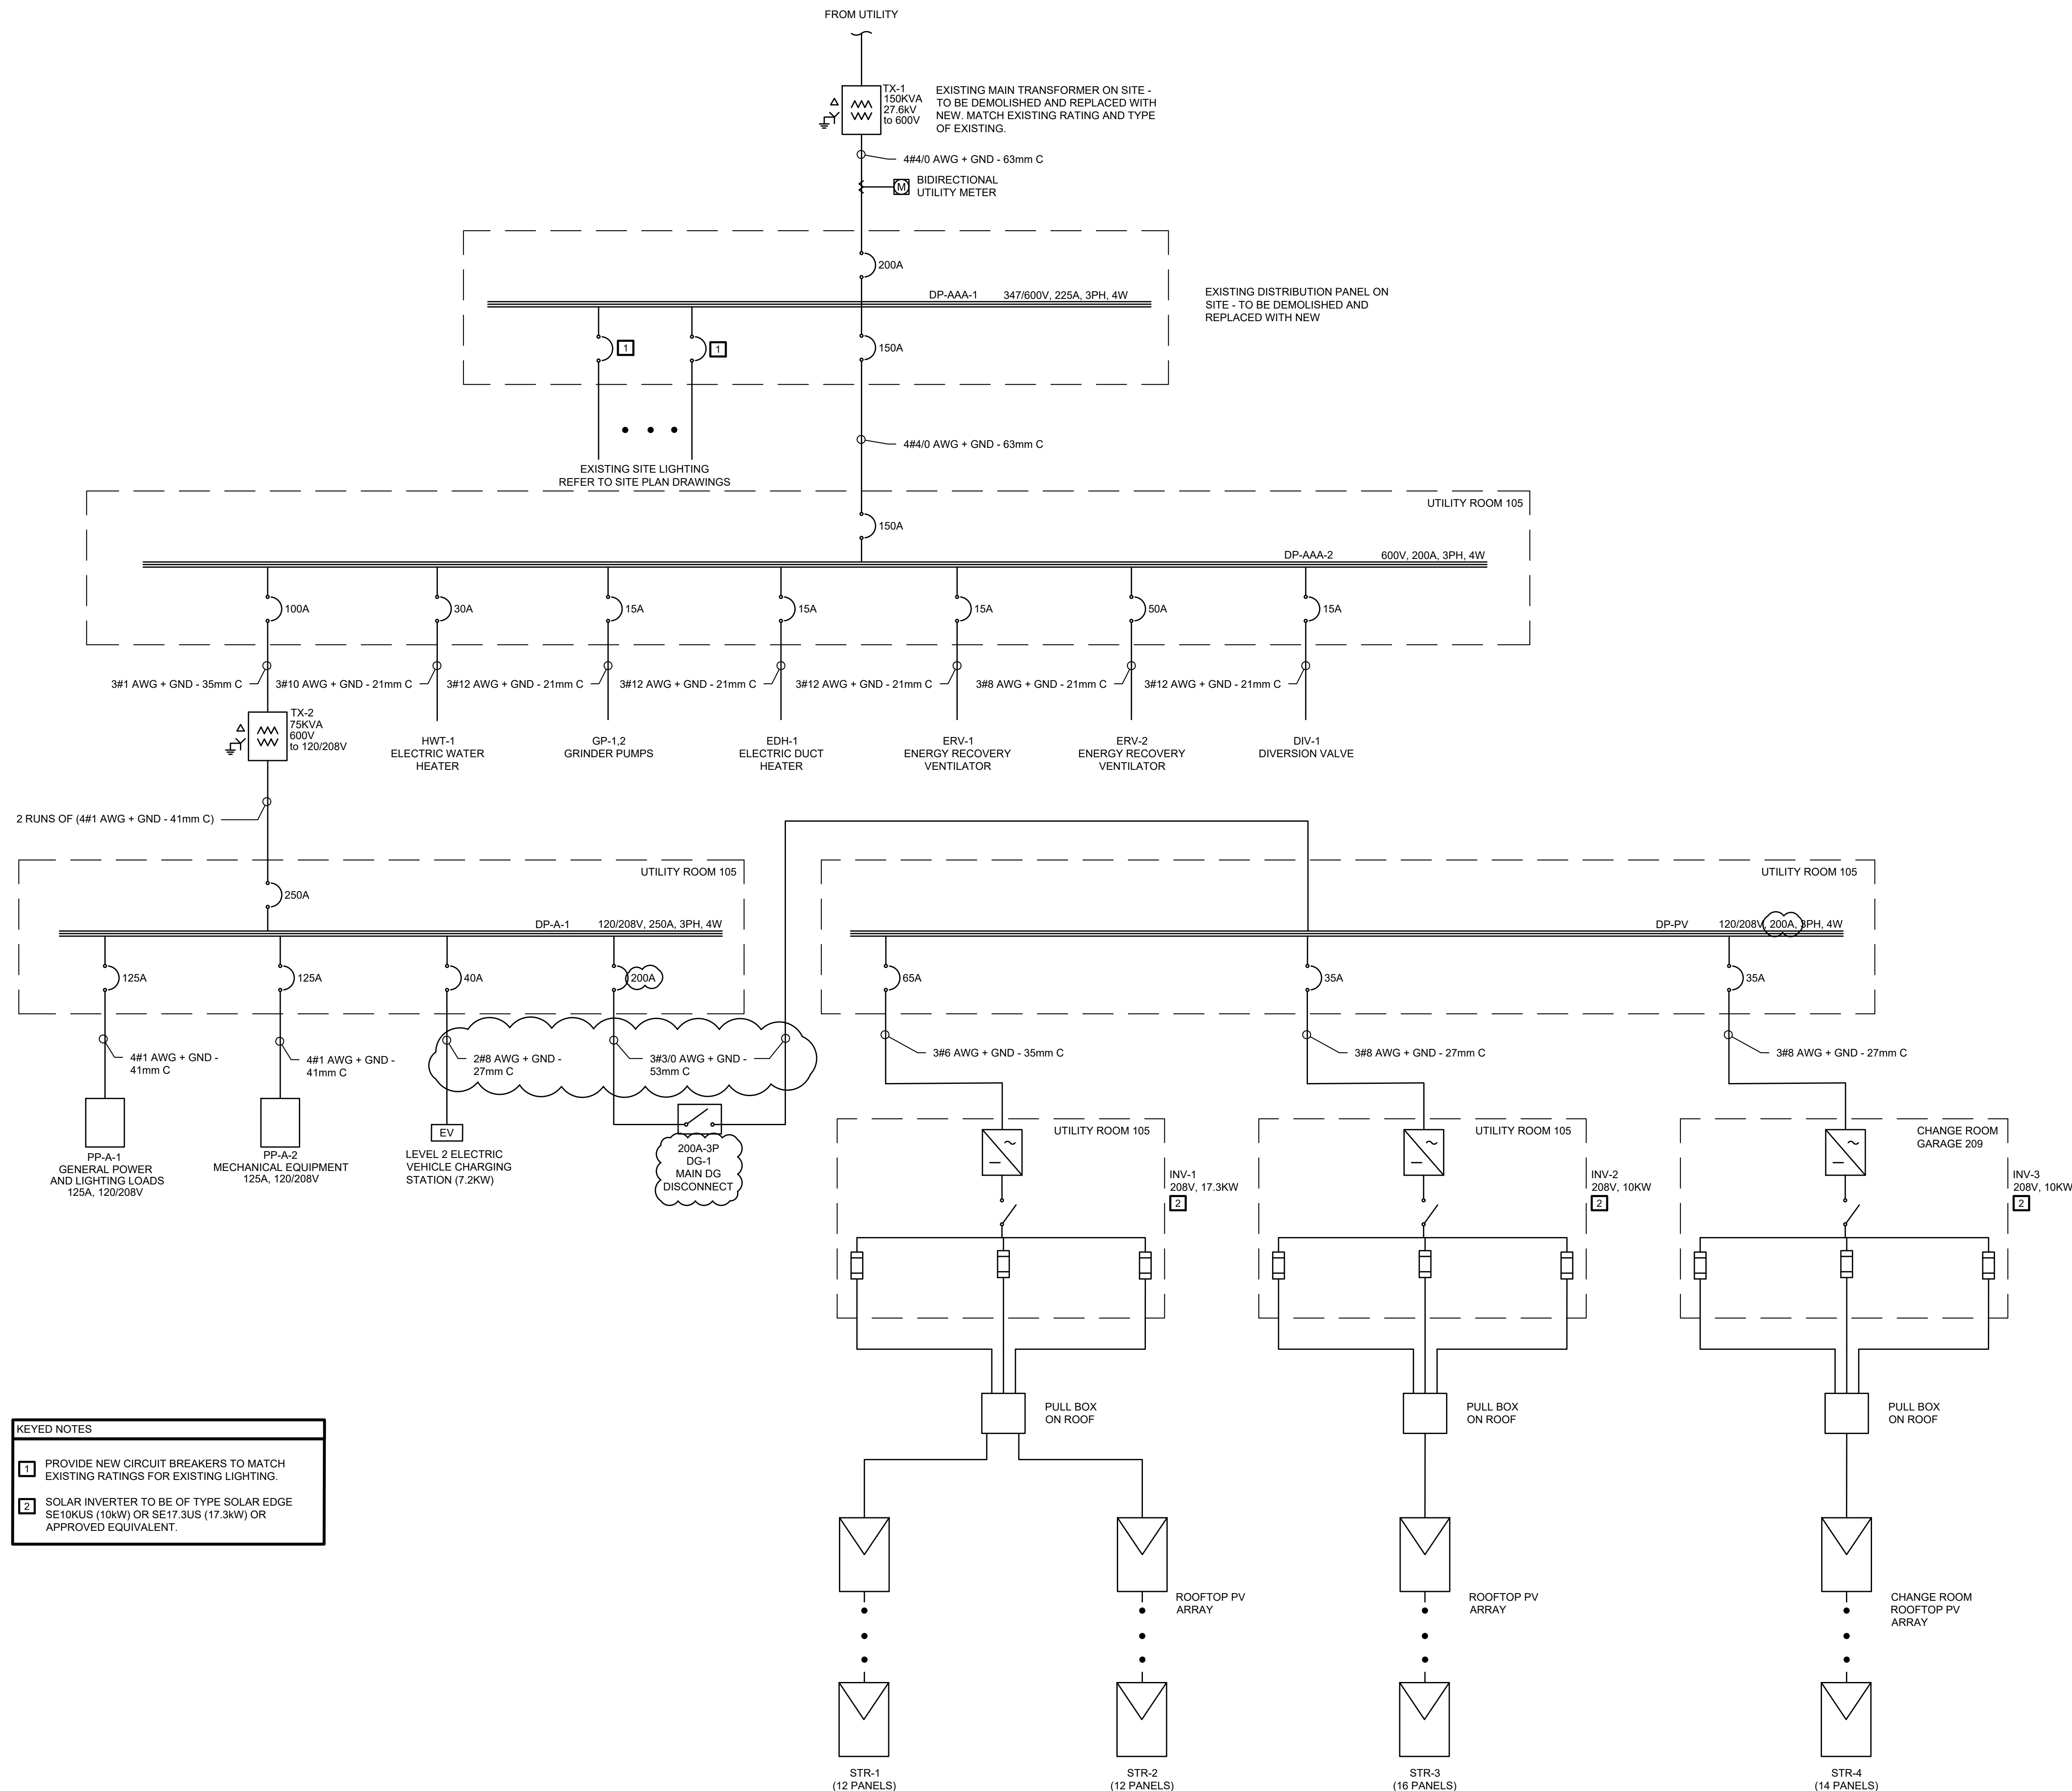 FROM UTILITY
TX-1
150KVA
27.6kV
to 600V
EXISTING MAIN TRANSFORMER ON SITE -
TO BE DEMOLISHED AND REPLACED WITH
NEW. MATCH EXISTING RATING AND TYPE
OF EXISTING.
4#4/0 AWG + GND - 63mm C
M
BIDIRECTIONAL
UTILITY METER
200A
DP-AAA-1 347/600V, 225A, 3PH, 4W
EXISTING DISTRIBUTION PANEL ON
SITE - TO BE DEMOLISHED AND
REPLACED WITH NEW
1
1
150A
4#4/0 AWG + GND - 63mm C
EXISTING SITE LIGHTING
REFER TO SITE PLAN DRAWINGS
UTILITY ROOM 105
150A
DP-AAA-2 600V, 200A, 3PH, 4W
100A
30A
15A
15A
15A
50A
15A
3#1 AWG + GND - 35mm C
3#10 AWG + GND - 21mm C
3#12 AWG + GND - 21mm C
3#12 AWG + GND - 21mm C
3#12 AWG + GND - 21mm C
3#8 AWG + GND - 21mm C
3#12 AWG + GND - 21mm C
TX-2
75KVA
600V
to 120/208V
HWT-1
ELECTRIC WATER
HEATER
GP-1,2
GRINDER PUMPS
EDH-1
ELECTRIC DUCT
HEATER
ERV-1
ENERGY RECOVERY
VENTILATOR
ERV-2
ENERGY RECOVERY
VENTILATOR
DIV-1
DIVERSION VALVE
2 RUNS OF (4#1 AWG + GND - 41mm C)
UTILITY ROOM 105
250A
DP-A-1 120/208V, 250A, 3PH, 4W
125A
125A
40A
200A
UTILITY ROOM 105
DP-PV 120/208V, 200A, 3PH, 4W
65A
35A
35A
4#1 AWG + GND -
41mm C
4#1 AWG + GND -
41mm C
2#8 AWG + GND -
27mm C
3#3/0 AWG + GND -
53mm C
3#6 AWG + GND - 35mm C
3#8 AWG + GND - 27mm C
3#8 AWG + GND - 27mm C
PP-A-1
GENERAL POWER
AND LIGHTING LOADS
125A, 120/208V
PP-A-2
MECHANICAL EQUIPMENT
125A, 120/208V
EV
LEVEL 2 ELECTRIC
VEHICLE CHARGING
STATION (7.2KW)
200A-3P
DG-1
MAIN DG
DISCONNECT
UTILITY ROOM 105
INV-1
208V, 17.3KW
2
UTILITY ROOM 105
INV-2
208V, 10KW
2
CHANGE ROOM
GARAGE 209
INV-3
208V, 10KW
2
PULL BOX
ON ROOF
PULL BOX
ON ROOF
PULL BOX
ON ROOF
KEYED NOTES
1 PROVIDE NEW CIRCUIT BREAKERS TO MATCH
EXISTING RATINGS FOR EXISTING LIGHTING.
2 SOLAR INVERTER TO BE OF TYPE SOLAR EDGE
SE10KUS (10kW) OR SE17.3US (17.3kW) OR
APPROVED EQUIVALENT.
ROOFTOP PV
ARRAY
ROOFTOP PV
ARRAY
CHANGE ROOM
ROOFTOP PV
ARRAY
STR-1
(12 PANELS)
STR-2
(12 PANELS)
STR-3
(16 PANELS)
STR-4
(14 PANELS)